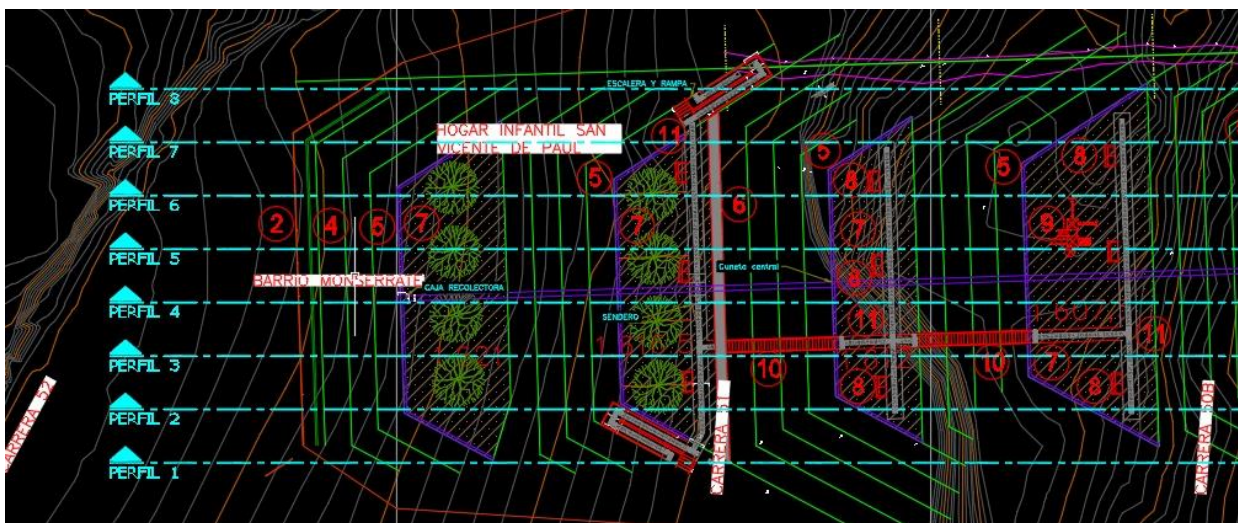 ESCALERA Y RAMPA
PERFIL 8
HOGAR INFANTIL SAN
VICENTE DE PAUL
11
PERFIL 7
5
8
E
5
8
E
5
E
PERFIL 6
2
4
6
7
7
6
7
9
PERFIL 5
E
Cuneta central
E
E
BARRIO MONSERRATE
CAJA RECOLECTORA
8
PERFIL 4
SENDERO
11
11
PERFIL 3
10
10
7
E
8
E
8
E
PERFIL 2
CARRERA 52
CARRERA 51
CARRERA 50B
PERFIL 1